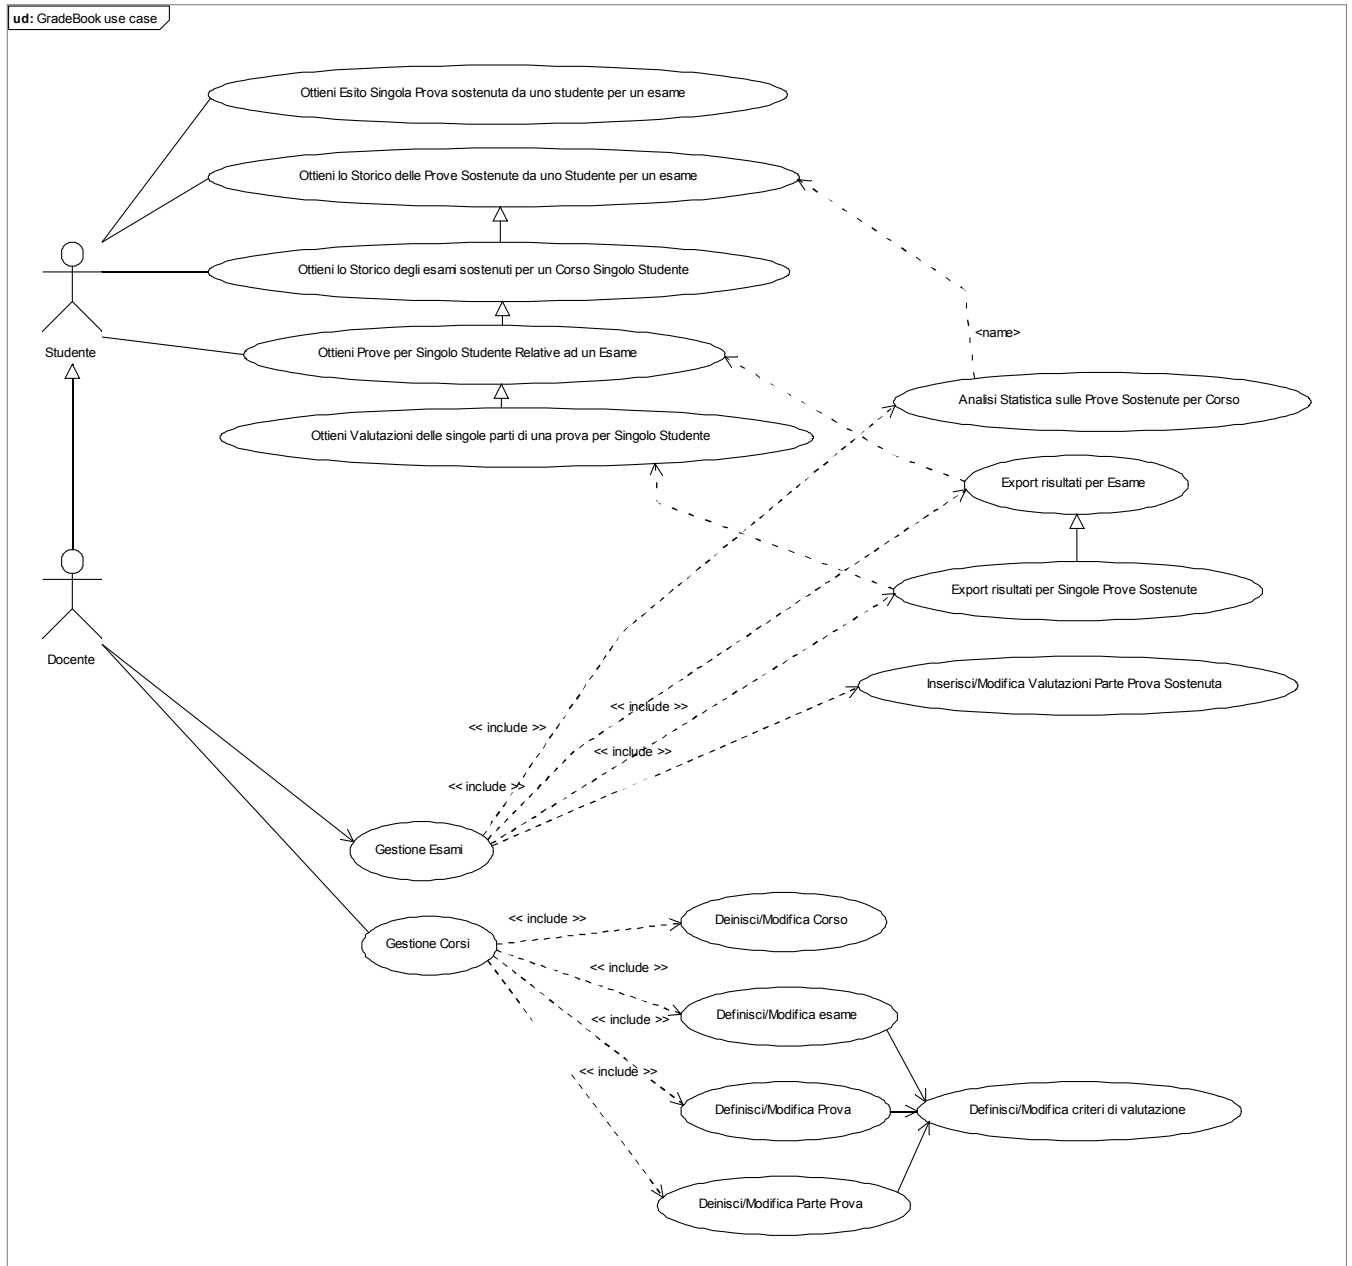 ud: GradeBook use case
Ottieni Esito Singola Prova sostenuta da uno studente per un esame
Ottieni lo Storico delle Prove Sostenute da uno Studente per un esame
Ottieni lo Storico degli esami sostenuti per un Corso Singolo Studente
<name>
Studente
Ottieni Prove per Singolo Studente Relative ad un Esame
Analisi Statistica sulle Prove Sostenute per Corso
Ottieni Valutazioni delle singole parti di una prova per Singolo Studente
Export risultati per Esame
Export risultati per Singole Prove Sostenute
Docente
Inserisci/Modifica Valutazioni Parte Prova Sostenuta
<< include >>
<< include >>
<< include >>
<< include >>
Gestione Esami
<< include >>
Deinisci/Modifica Corso
Gestione Corsi
<< include >>
Definisci/Modifica esame
<< include >>
<< include >>
Definisci/Modifica Prova
Definisci/Modifica criteri di valutazione
Deinisci/Modifica Parte Prova